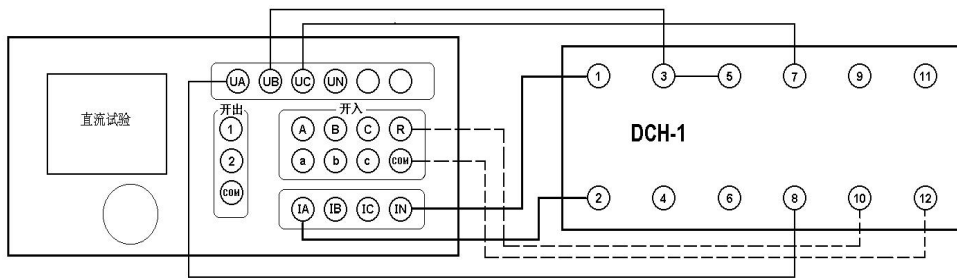 UA UB UC UN
1 3 5 7 9 11
开出 开入
直流试验
1 A B C R
DCH-1
2 a b c COM
COM
IA IB IC IN
2 4 6 8 10 12